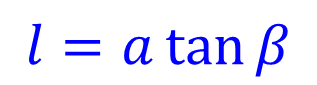 l = a tan β